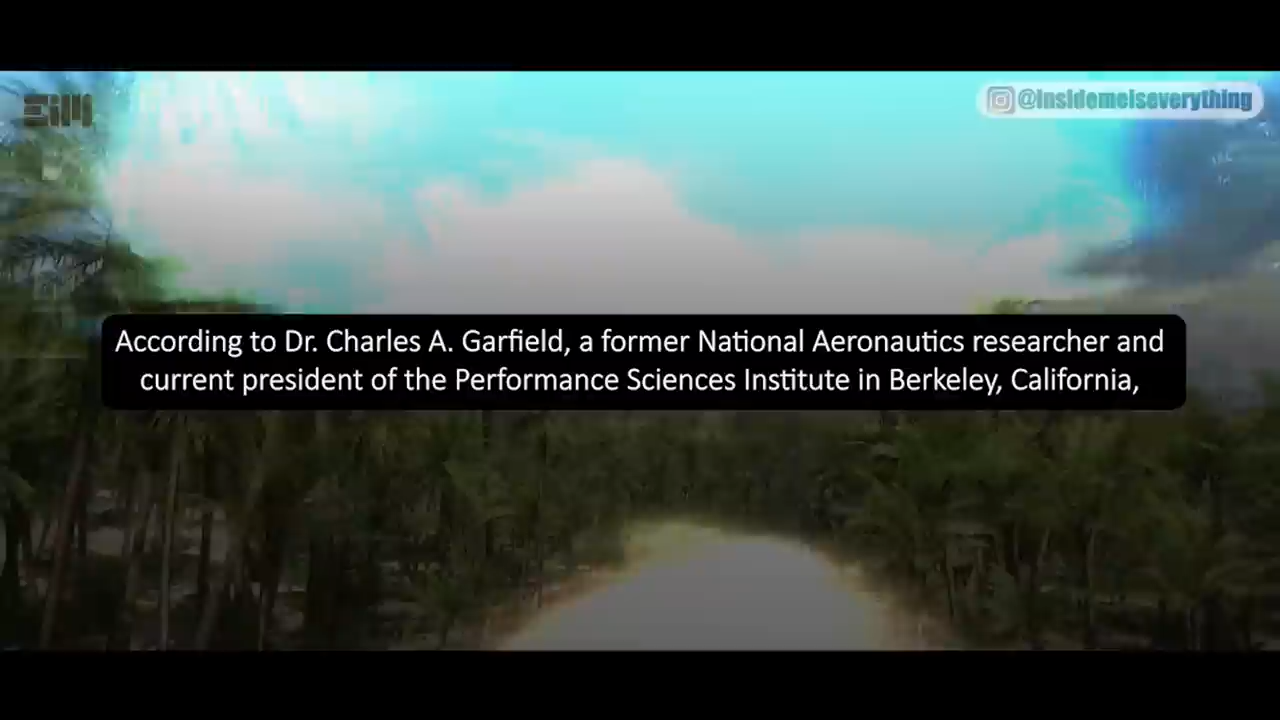 EiM
@insidemeiseverything
According to Dr. Charles A. Garfield, a former National Aeronautics researcher and
current president of the Performance Sciences Institute in Berkeley, California,